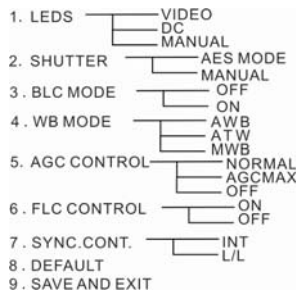 1. LEDS
VIDEO
DC
MANUAL
2. SHUTTER
AES MODE
MANUAL
3. BLC MODE
OFF
ON
4. WB MODE
AWB
ATW
MWB
5. AGC CONTROL
NORMAL
AGCMAX
OFF
6. FLC CONTROL
ON
OFF
7. SYNC.CONT.
INT
L/L
8. DEFAULT
9. SAVE AND EXIT